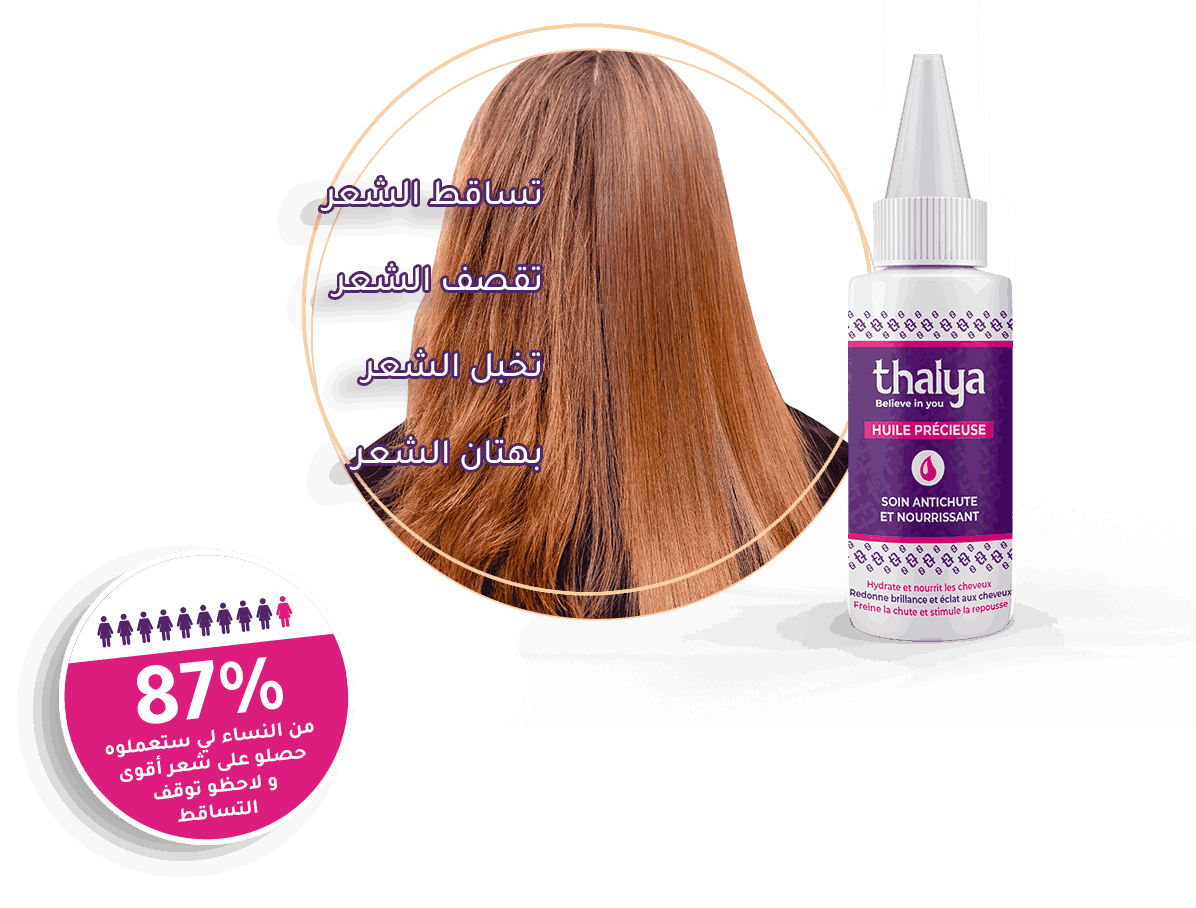 تساقط الشعر
تقصف الشعر
تخبل الشعر
بهتان الشعر
thalya
Believe in you
HUILE PRÉCIEUSE
SOIN ANTICHUTE
ET NOURRISSANT
Hydrate et nourrit les cheveux
Redonne brillance et éclat aux cheveux
Freine la chute et stimule la repousse
87%
من النساء لي ستعملوه
حصلو على شعر أقوى
و لاحظو توقف
التساقط